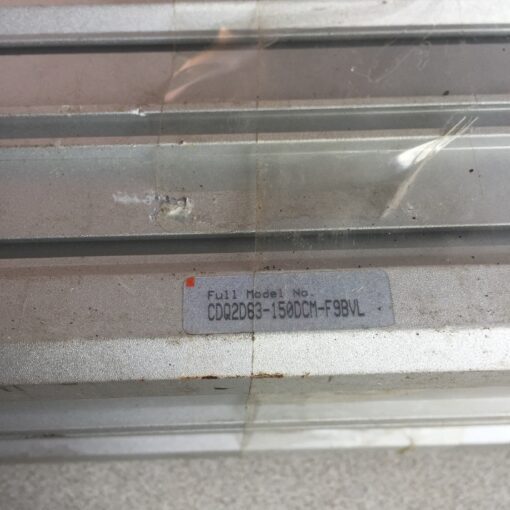 Full Model No.
CDQ2D63-150DCM-F9BVL